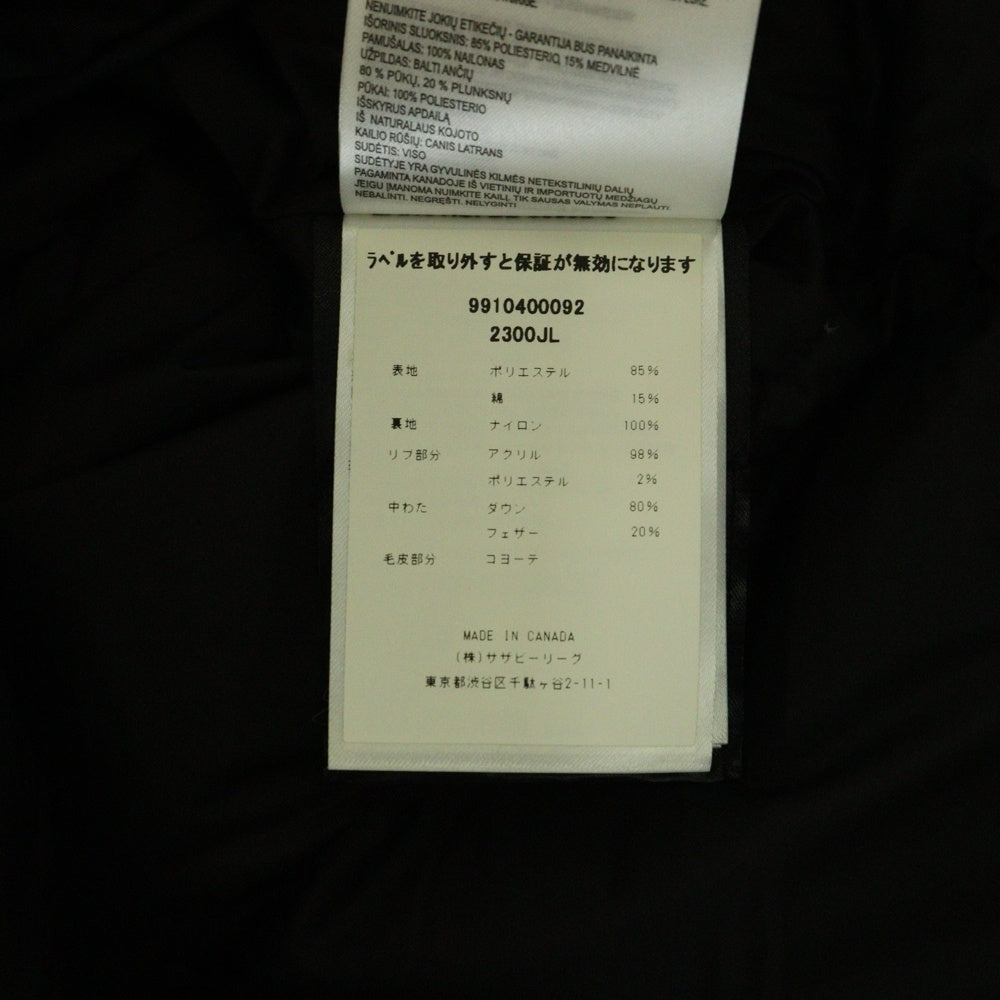 NENUIMKITE JOKIŲ ETIKEČIŲ - GARANTIJA BUS PANAIKINTA
IŠORINIS SLUOKSNIS: 85% POLIESTERIO, 15% MEDVILNĖ
PAMUŠALAS: 100% NAILONAS
UŽPILDAS: BALTI ANČIŲ
80 % PŪKŲ, 20 % PLUNKSNŲ
PŪKAI: 100% POLIESTERIO
IŠSKYRUS APDAILĄ
IŠ NATURALAUS KOJOTO
KAILIO RŪŠIŲ: CANIS LATRANS
SUDĖTIS: VISO
SUDĖTYJE YRA GYVULINĖS KILMĖS NETEKSTILINIŲ DALIŲ
PAGAMINTA KANADOJE IŠ VIETINIŲ IR IMPORTUOTŲ MEDŽIAGŲ
JEIGU ĮMANOMA NUIMKITE KAILĮ, TIK SAUSAS VALYMAS NEPLAUTI.
NEBALINTI. NEGRĘŠTI. NELYGINTI
ラベルを取り外すと保証が無効になります
9910400092
2300JL
表地 ポリエステル 85%
綿 15%
裏地 ナイロン 100%
リブ部分 アクリル 98%
ポリエステル 2%
中わた ダウン 80%
フェザー 20%
毛皮部分 コヨーテ
MADE IN CANADA
(株)サザビーリーグ
東京都渋谷区千駄ヶ谷2-11-1